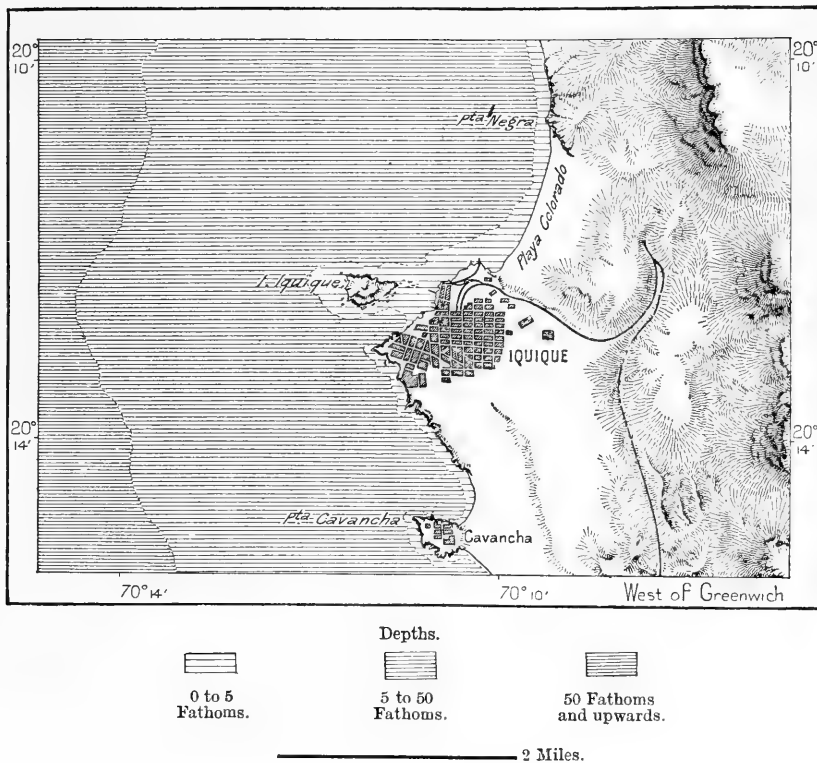 20°
10'
20°
10'
pta Negra
Playa Colorado
I. Iquique
IQUIQUE
20°
14'
20°
14'
pta Cavancha
Cavancha
70° 14'
70° 10'
West of Greenwich
Depths.
0 to 5
Fathoms.
5 to 50
Fathoms.
50 Fathoms
and upwards.
2 Miles.